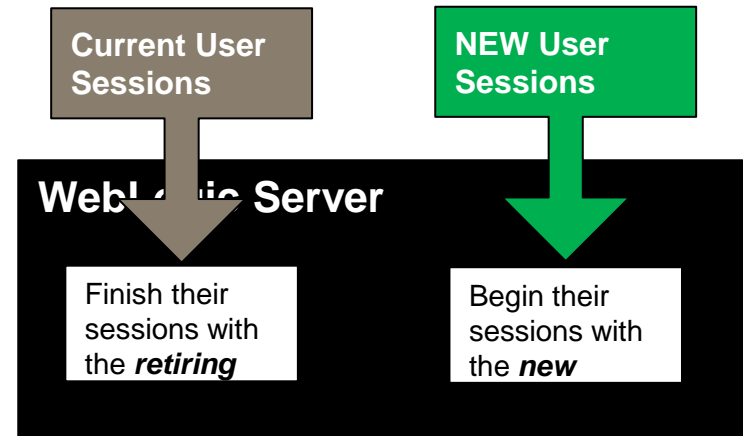 Current User
Sessions
NEW User
Sessions
WebLogic Server
Finish their
sessions with
the retiring
Begin their
sessions with
the new